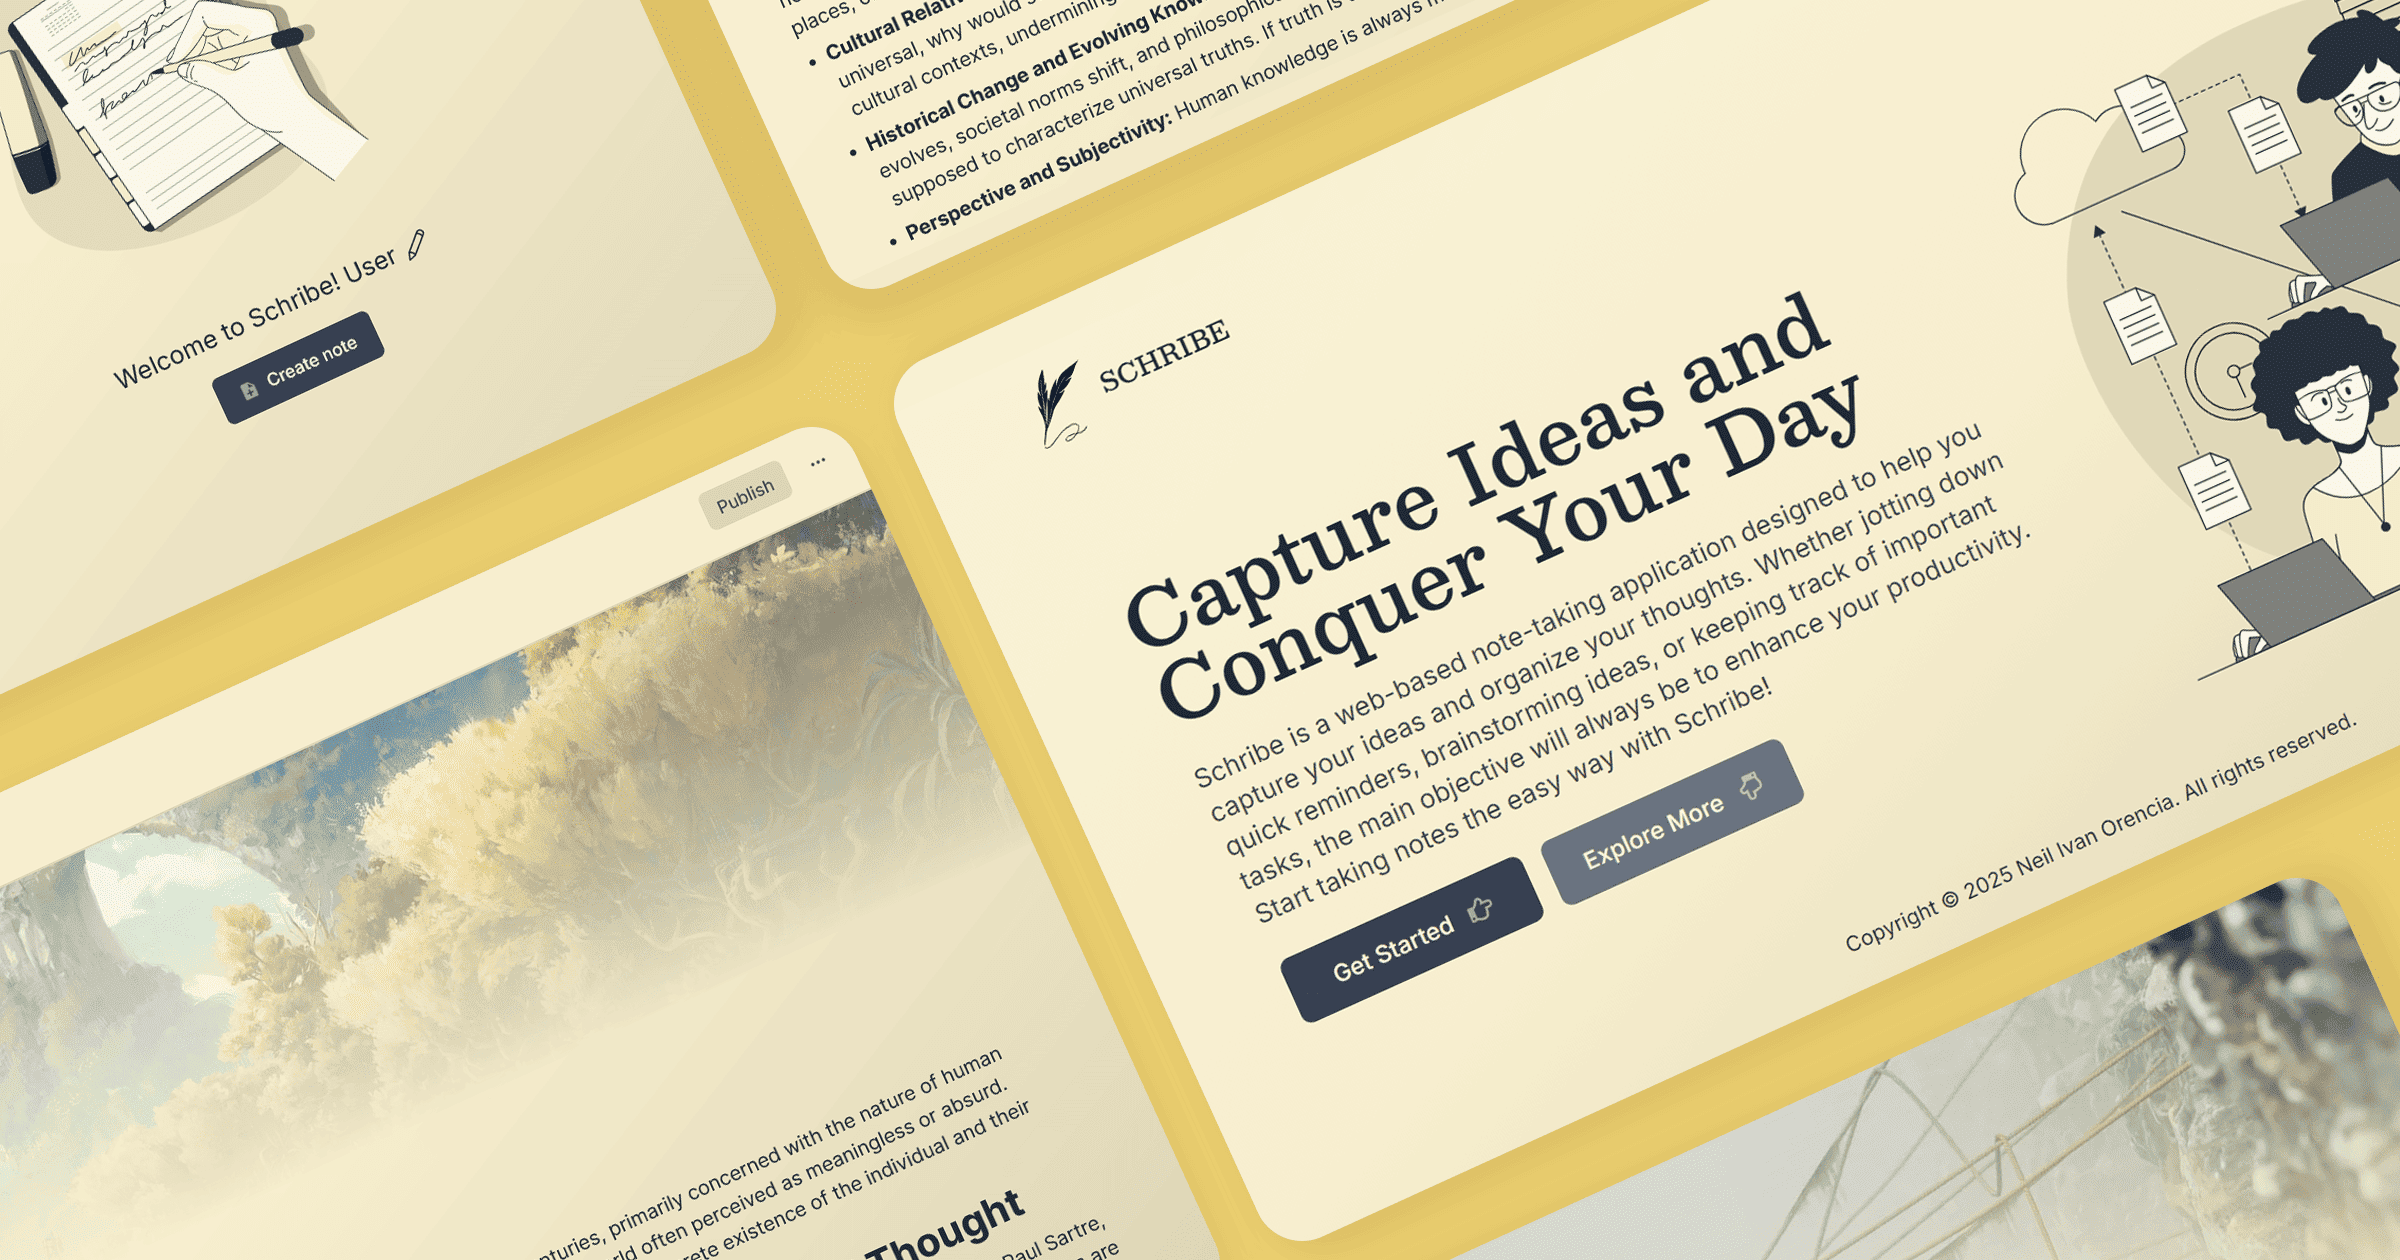 Welcome to Schribe! User
Create note
places,
Cultural
universal, why would
cultural contexts, undermining
Historical Change and Evolving
evolves, societal norms shift, and
supposed to characterize universal truths. If truth is
Perspective and Subjectivity: Human knowledge is always
Publish
primarily concerned with the nature of human
often perceived as meaningless or absurd.
existence of the individual and their
Thought
Sartre,
are
SCHRIBE
Capture Ideas and
Conquer Your Day
Schribe is a web-based note-taking application designed to help you
capture your ideas and organize your thoughts. Whether jotting down
quick reminders, brainstorming ideas, or keeping track of important
tasks, the main objective will always be to enhance your productivity.
Start taking notes the easy way with Schribe!
Get Started
Explore More
Copyright © 2025 Neil Ivan Orencia. All rights reserved.